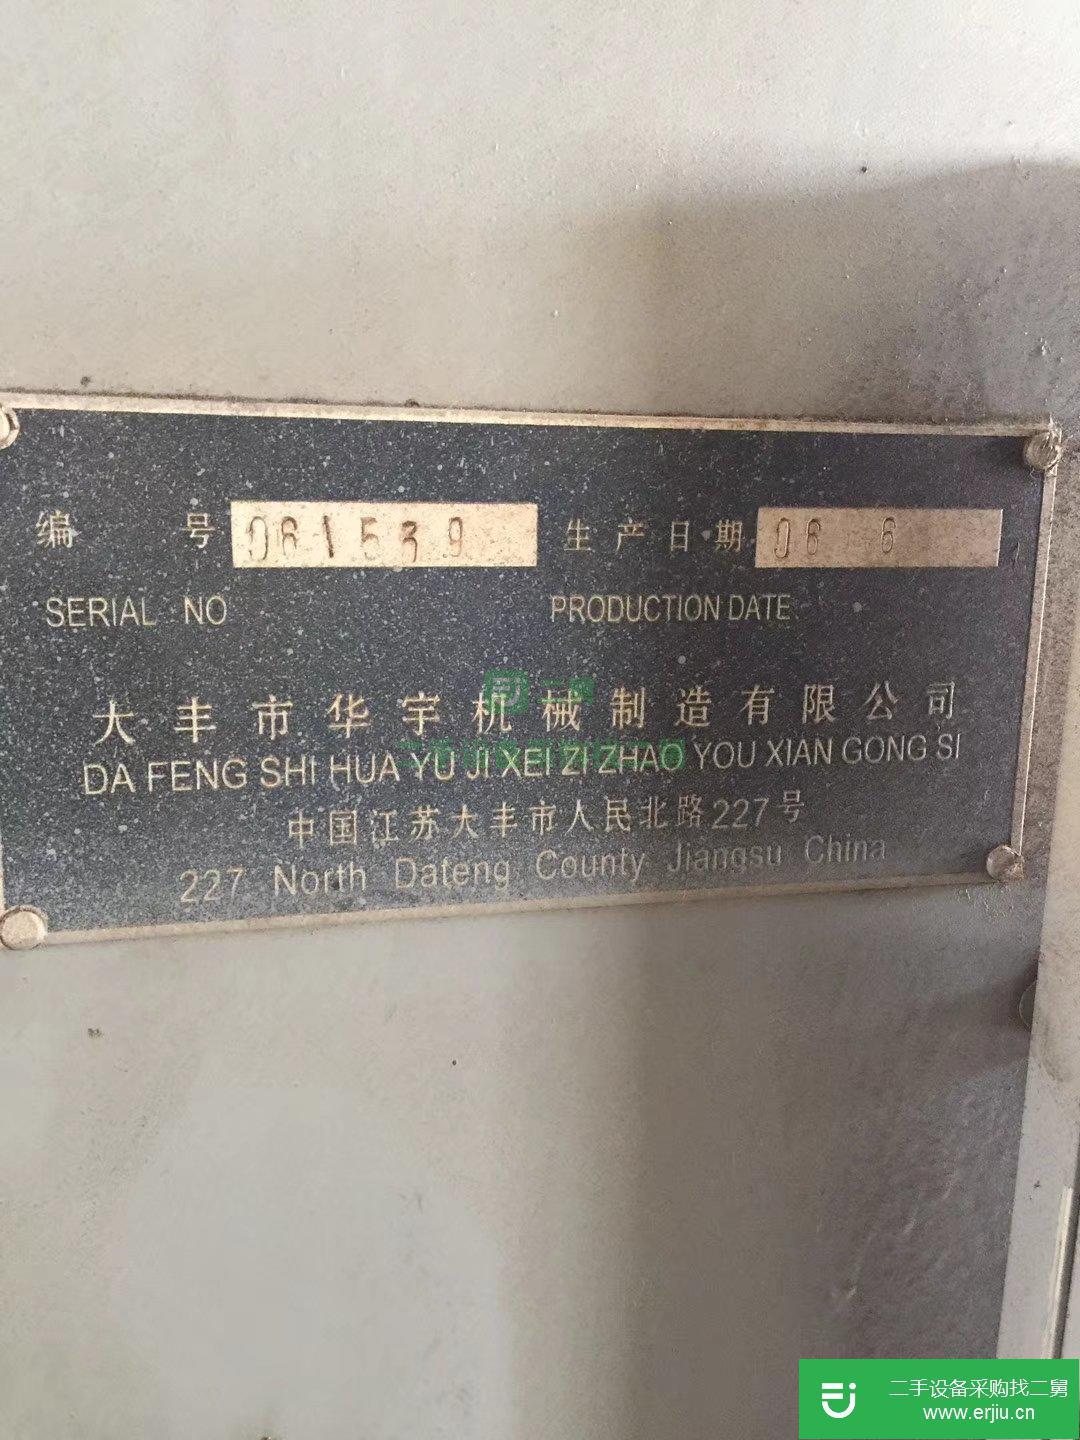 编 号 061539 生产日期 06 6
SERIAL NO PRODUCTION DATE
大丰市华宇机械制造有限公司
DA FENG SHI HUA YU JI XEI ZI ZHAO YOU XIAN GONG SI
中国江苏大丰市人民北路227号
227 North Dateng County Jiangsu China
二手设备采购找二舅
www.erjiu.cn